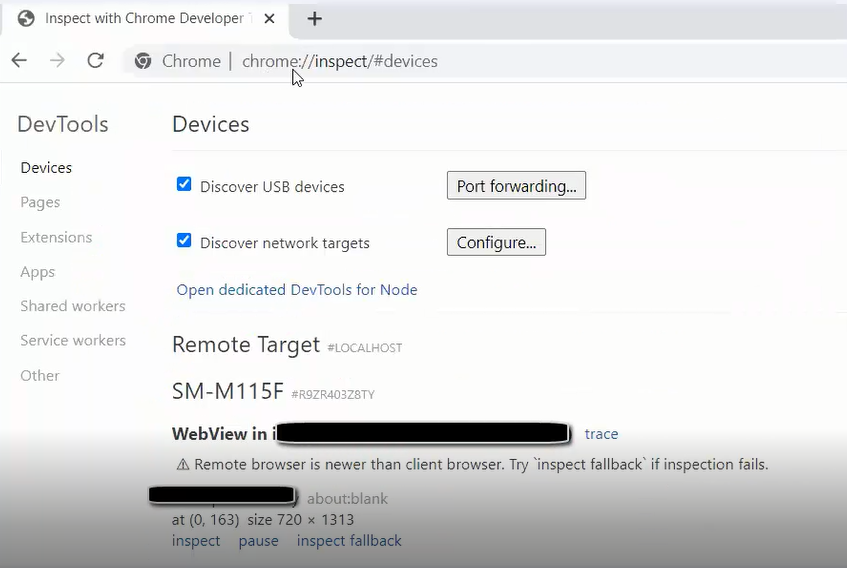 Inspect with Chrome Developer
Chrome | chrome://inspect/#devices
DevTools
Devices
Pages
Extensions
Apps
Shared workers
Service workers
Other
Devices
Discover USB devices
Port forwarding...
Discover network targets
Configure...
Open dedicated DevTools for Node
Remote Target #LOCALHOST
SM-M115F #R9ZR403Z8TY
WebView in trace
⚠ Remote browser is newer than client browser. Try `inspect fallback` if inspection fails.
about:blank
at (0, 163) size 720 × 1313
inspect pause inspect fallback